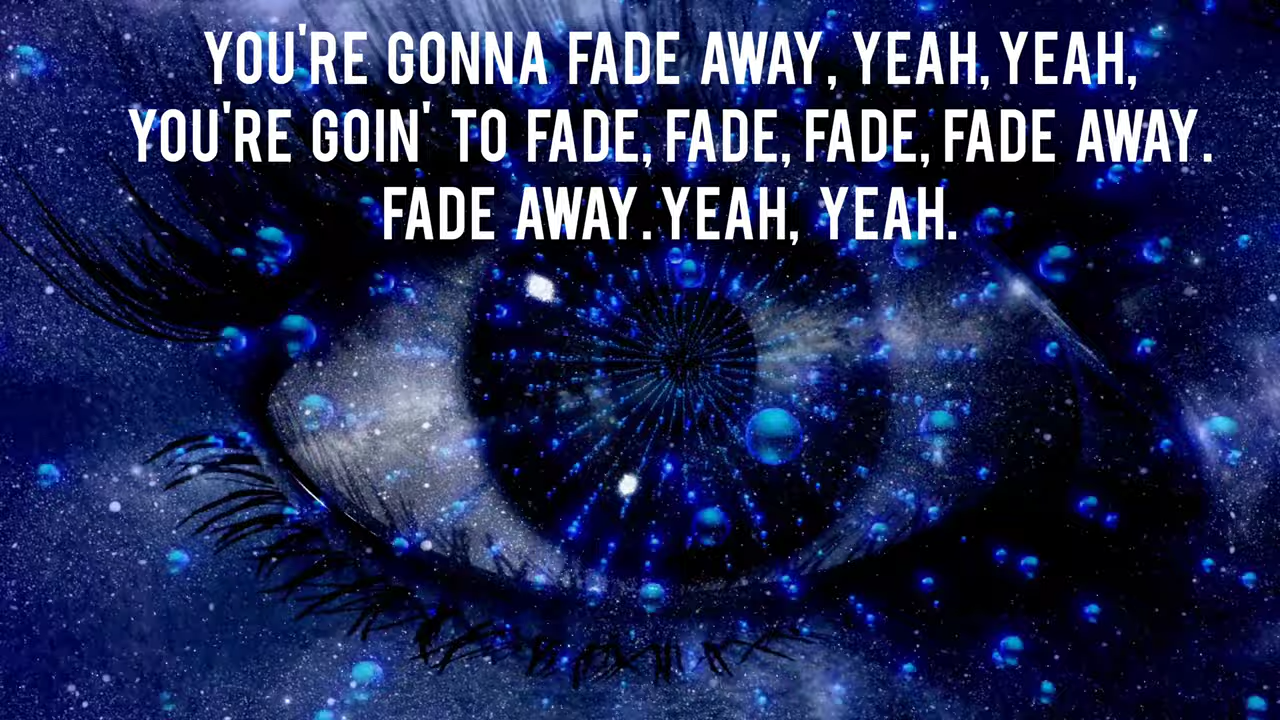 YOU'RE GONNA FADE AWAY, YEAH, YEAH,
YOU'RE GOIN' TO FADE, FADE, FADE, FADE AWAY.
FADE AWAY. YEAH, YEAH.